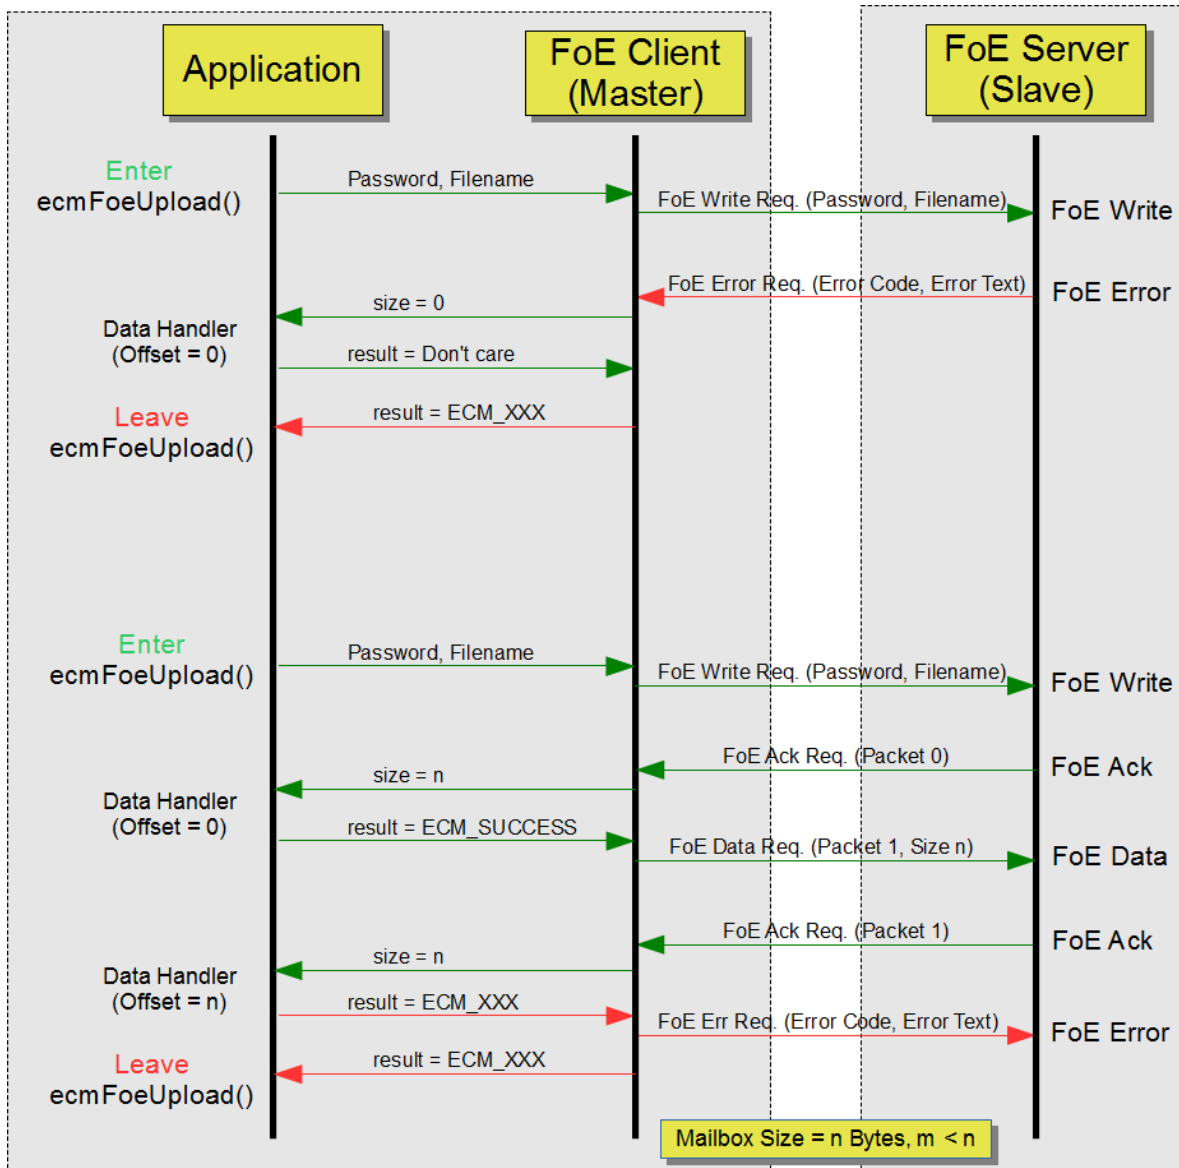 Application
FoE Client
(Master)
FoE Server
(Slave)
Enter
ecmFoeUpload()
Password, Filename
FoE Write Req. (Password, Filename)
FoE Write
FoE Error Req. (Error Code, Error Text)
FoE Error
size = 0
Data Handler
(Offset = 0)
result = Don't care
Leave
ecmFoeUpload()
result = ECM_XXX
Enter
ecmFoeUpload()
Password, Filename
FoE Write Req. (Password, Filename)
FoE Write
FoE Ack Req. (Packet 0)
FoE Ack
size = n
Data Handler
(Offset = 0)
result = ECM_SUCCESS
FoE Data Req. (Packet 1, Size n)
FoE Data
FoE Ack Req. (Packet 1)
FoE Ack
size = n
Data Handler
(Offset = n)
result = ECM_XXX
FoE Err Req. (Error Code, Error Text)
FoE Error
Leave
ecmFoeUpload()
result = ECM_XXX
Mailbox Size = n Bytes, m < n